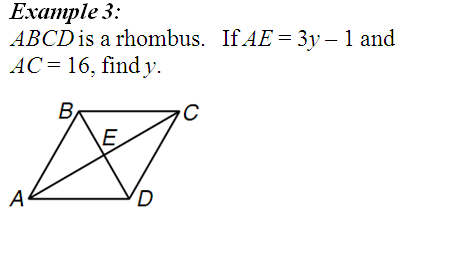 Example 3:
ABCD is a rhombus. If AE = 3y – 1 and
AC = 16, find y.
B C
E
A D